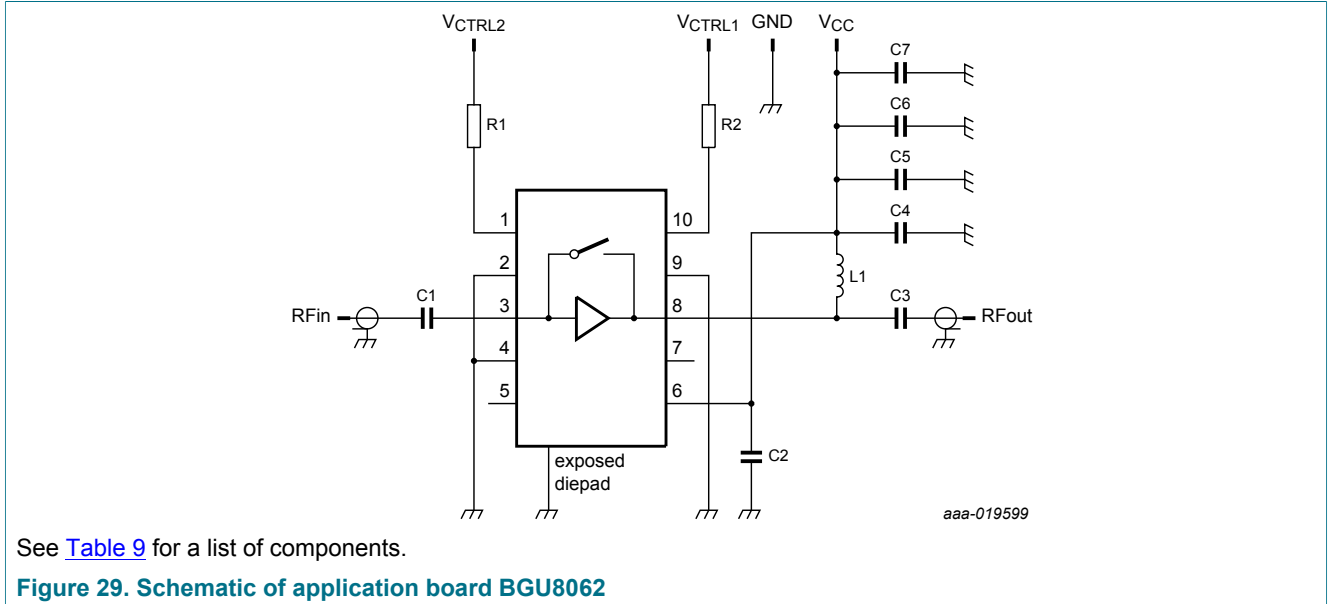 VCTRL2
VCTRL1 GND VCC
C7
C6
R1
R2
C5
C4
1
10
2
9
L1
RFin
C1
3
8
C3
RFout
4
7
5
6
C2
exposed
diepad
aaa-019599
See Table 9 for a list of components.
Figure 29. Schematic of application board BGU8062